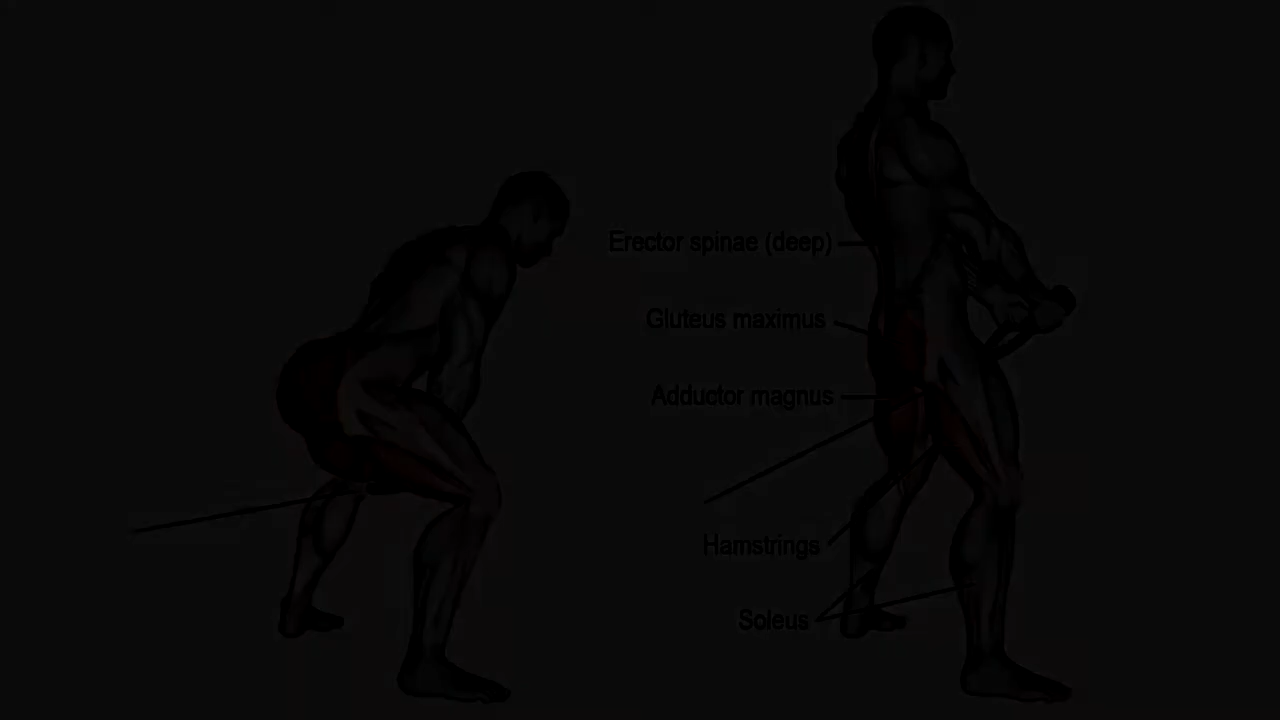 Erector spinae (deep)
Gluteus maximus
Adductor magnus
Hamstrings
Soleus